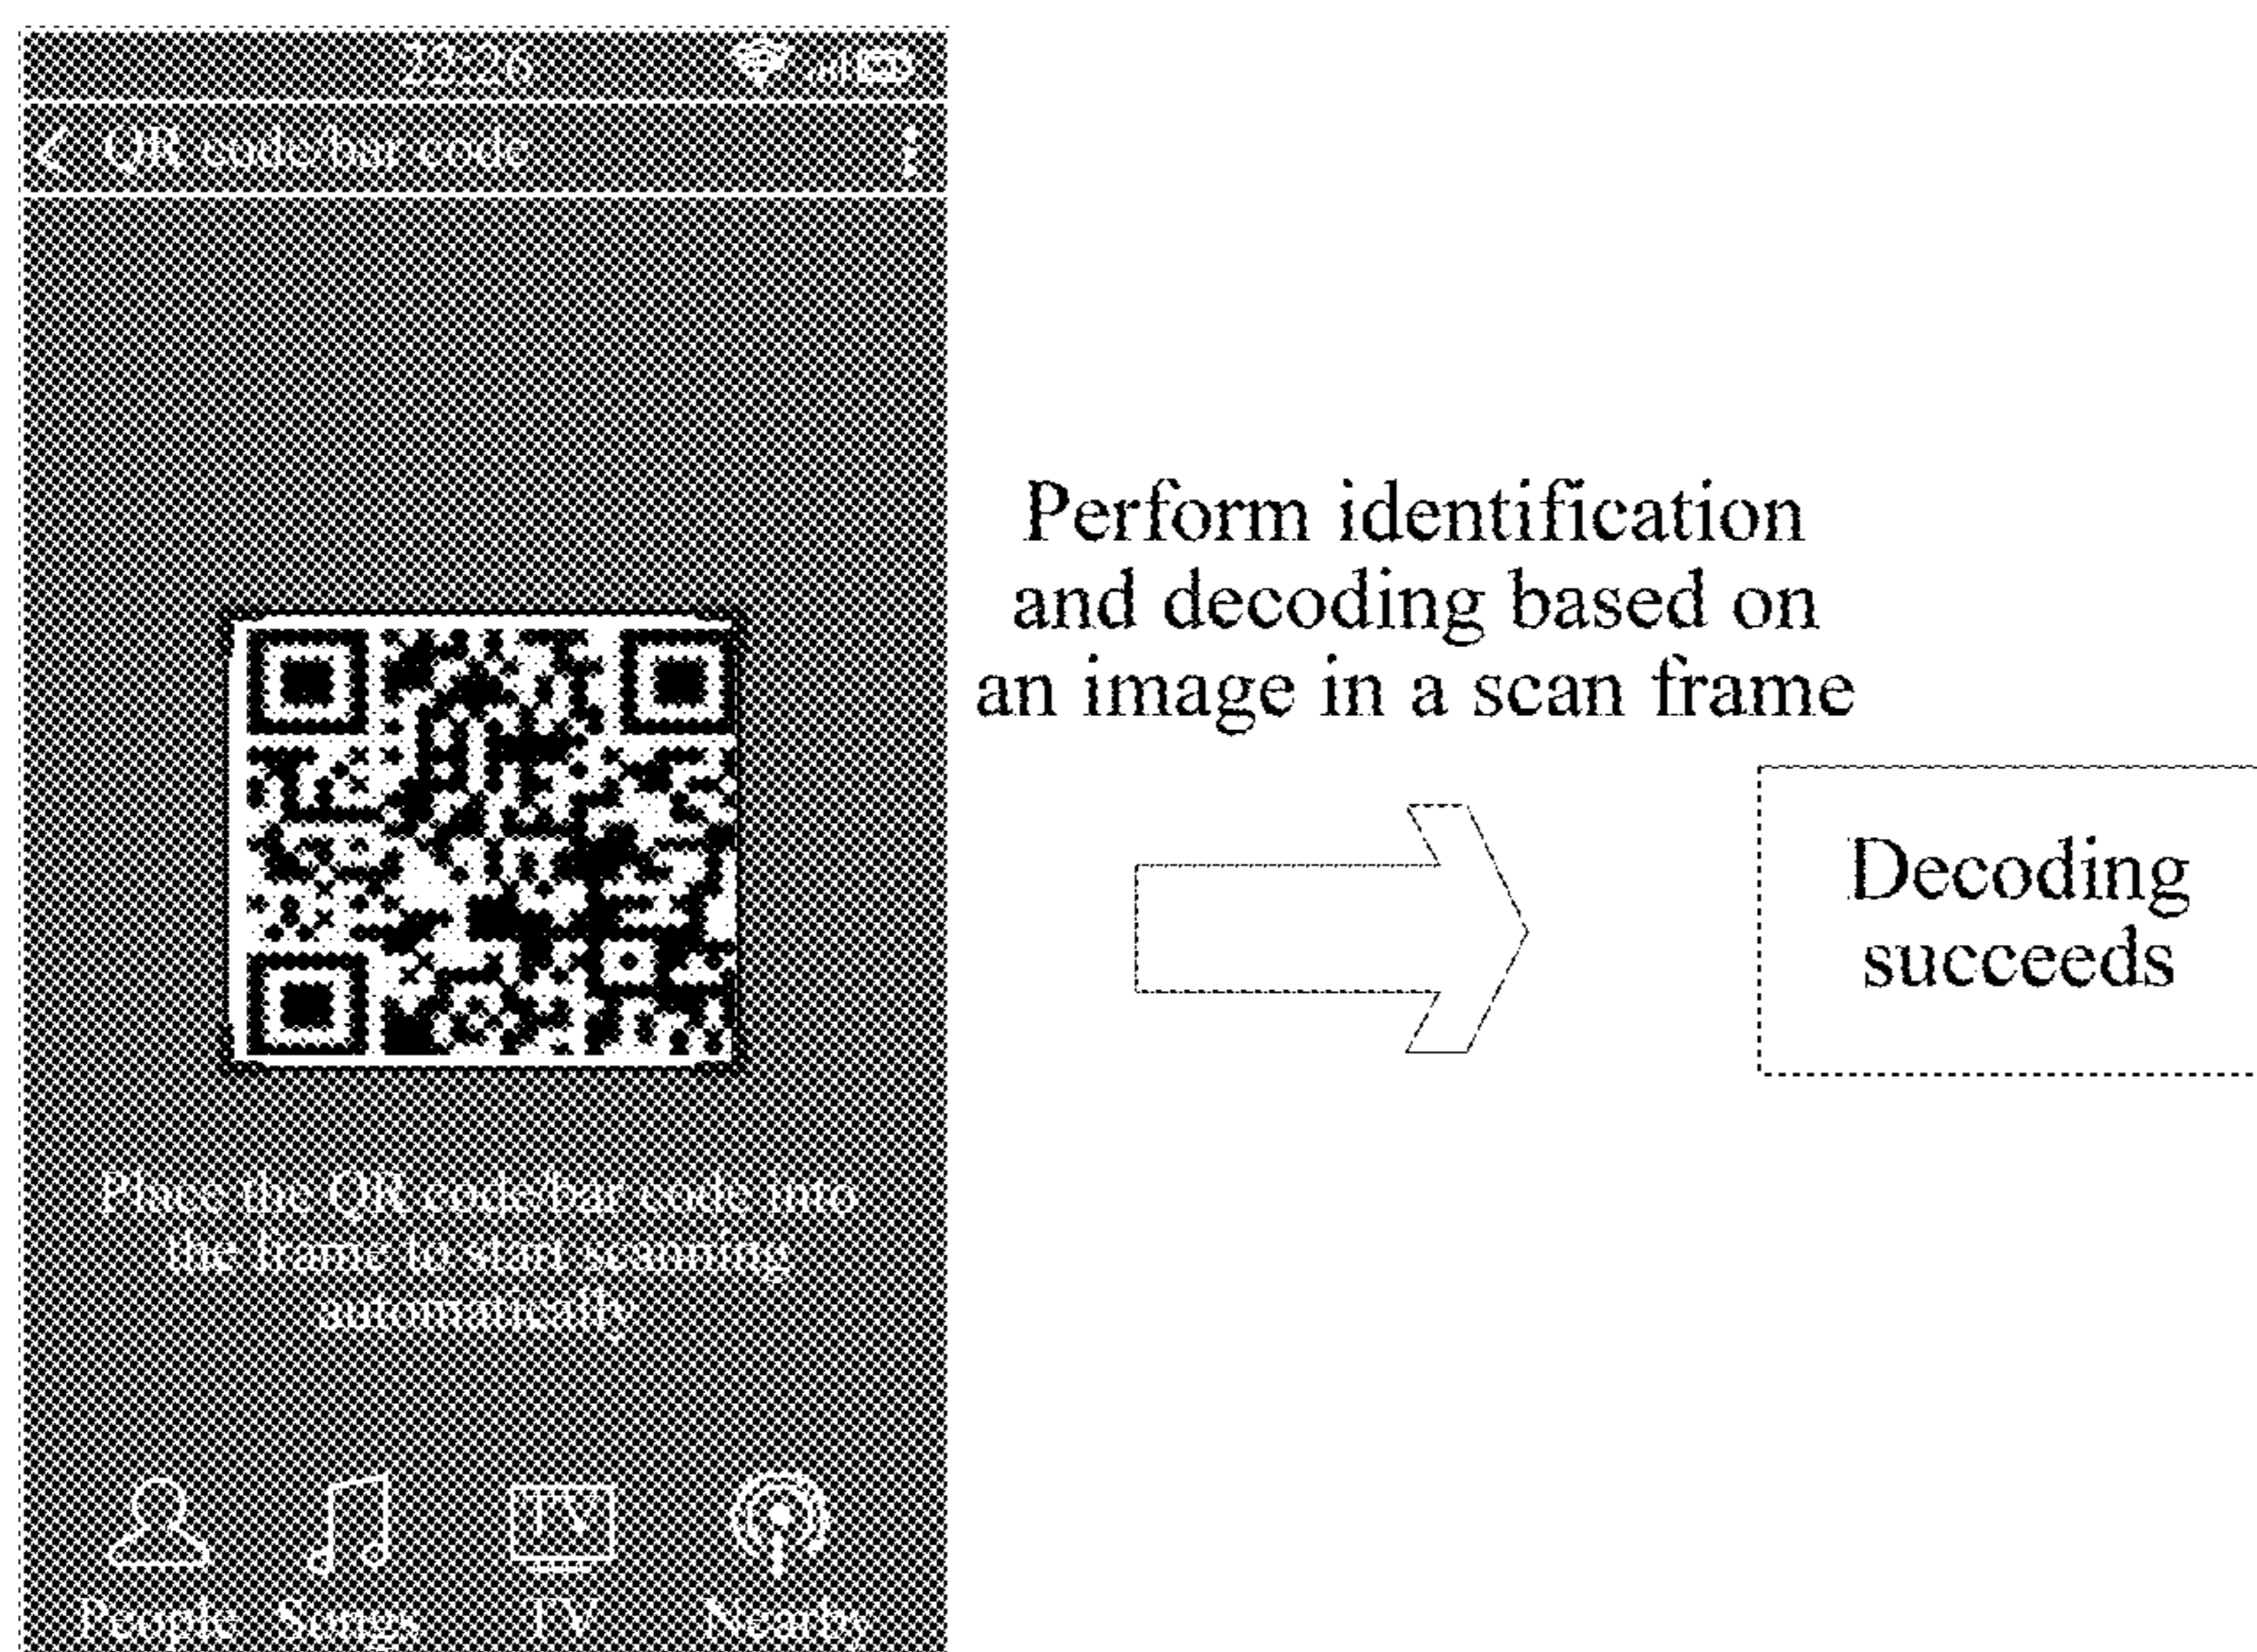 22:26
QR code/bar code
Perform identification
and decoding based on
an image in a scan frame
Decoding
succeeds
Place the QR code/bar code into
the frame to start scanning
automatically
TV
People Songs TV Nearby